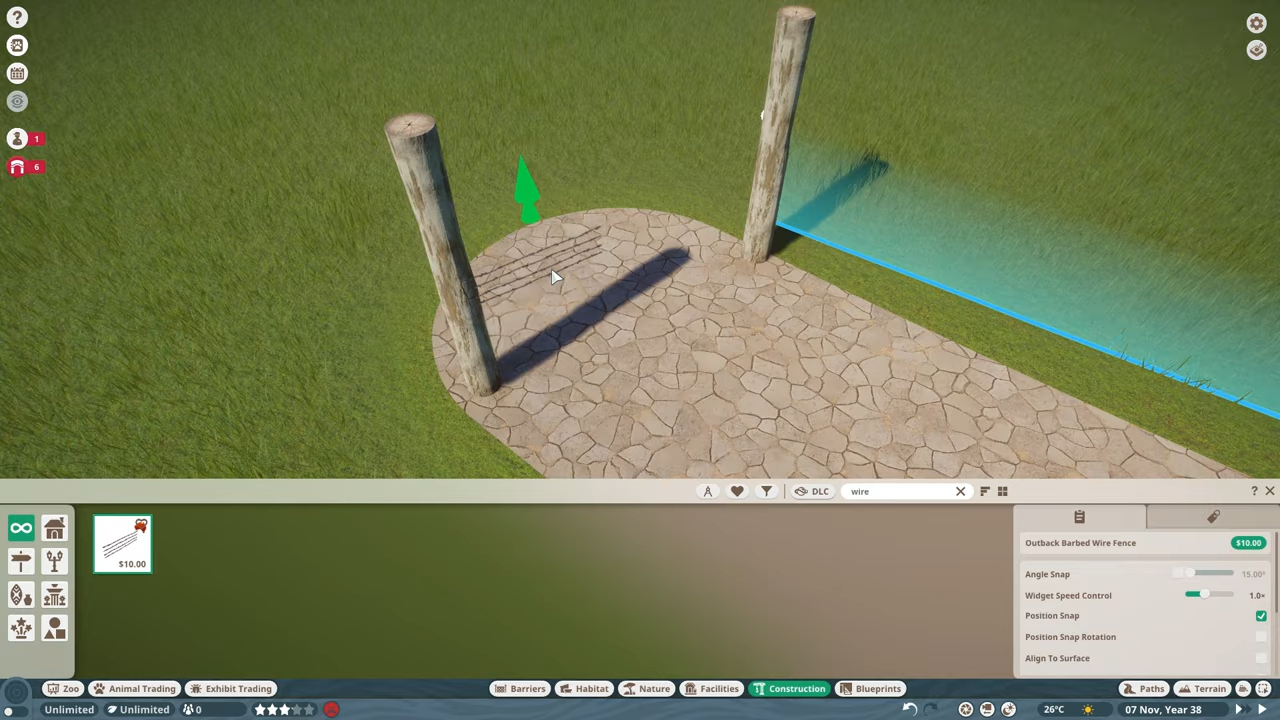 ?
1
6
DLC
wire
?
$10.00
Outback Barbed Wire Fence
$10.00
Angle Snap
15.00°
Widget Speed Control
1.0×
Position Snap
Position Snap Rotation
Align To Surface
Zoo
Animal Trading
Exhibit Trading
Barriers
Habitat
Nature
Facilities
Construction
Blueprints
Paths
Terrain
Unlimited
Unlimited
0
26°C
07 Nov, Year 38